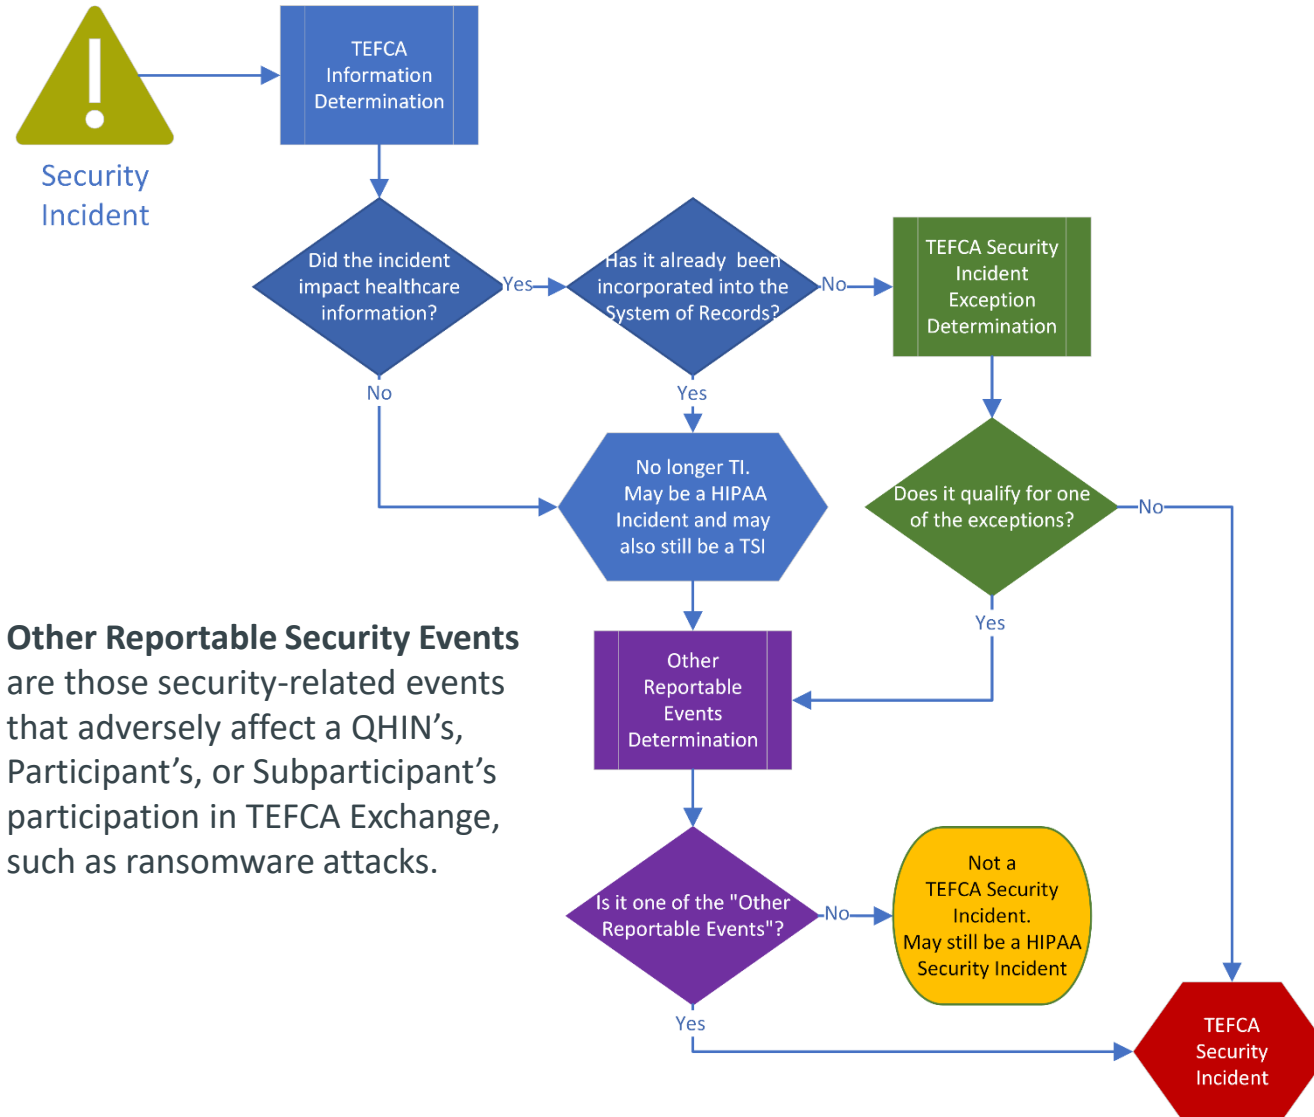 Security
Incident
TEFCA
Information
Determination
Did the incident
impact healthcare
information?
Yes
No
Has it already  been
incorporated into the
System of Records?
No
Yes
TEFCA Security
Incident
Exception
Determination
Does it qualify for one
of the exceptions?
No
Yes
No longer TI.
May be a HIPAA
Incident and may
also still be a TSI
Other
Reportable
Events
Determination
Other Reportable Security Events
are those security-related events
that adversely affect a QHIN’s,
Participant’s, or Subparticipant’s
participation in TEFCA Exchange,
such as ransomware attacks.
Is it one of the "Other
Reportable Events"?
No
Yes
Not a
TEFCA Security
Incident.
May still be a HIPAA
Security Incident
TEFCA
Security
Incident